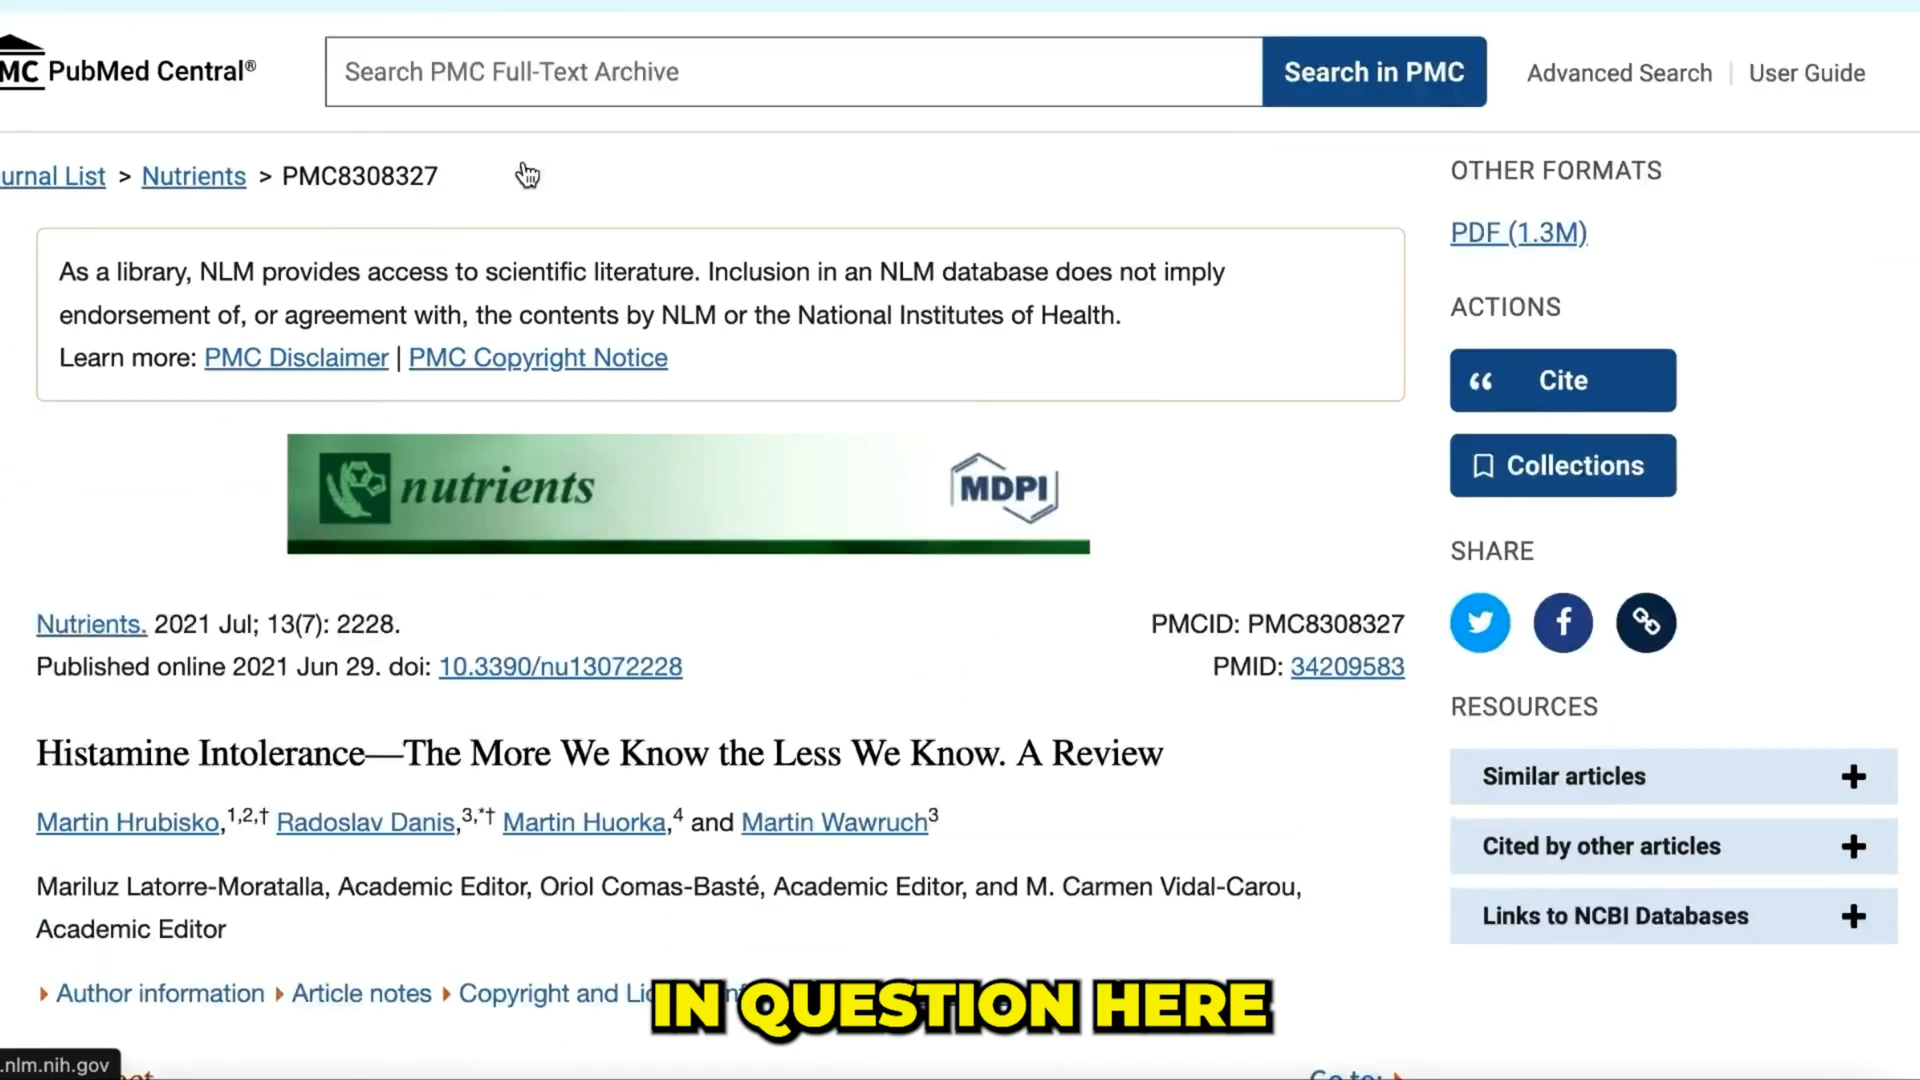 MC PubMed Central®
Search PMC Full-Text Archive
Search in PMC
Advanced Search | User Guide
urnal List > Nutrients > PMC8308327
As a library, NLM provides access to scientific literature. Inclusion in an NLM database does not imply
endorsement of, or agreement with, the contents by NLM or the National Institutes of Health.
Learn more: PMC Disclaimer | PMC Copyright Notice
nutrients
MDPI
Nutrients. 2021 Jul; 13(7): 2228.
Published online 2021 Jun 29. doi: 10.3390/nu13072228
PMCID: PMC8308327
PMID: 34209583
Histamine Intolerance—The More We Know the Less We Know. A Review
Martin Hrubisko,1,2,† Radoslav Danis,3,*† Martin Huorka,4 and Martin Wawruch3
Mariluz Latorre-Moratalla, Academic Editor, Oriol Comas-Basté, Academic Editor, and M. Carmen Vidal-Carou,
Academic Editor
Author information Article notes Copyright and
IN QUESTION HERE
.nlm.nih.gov
OTHER FORMATS
PDF (1.3M)
ACTIONS
Cite
Collections
SHARE
RESOURCES
Similar articles
Cited by other articles
Links to NCBI Databases